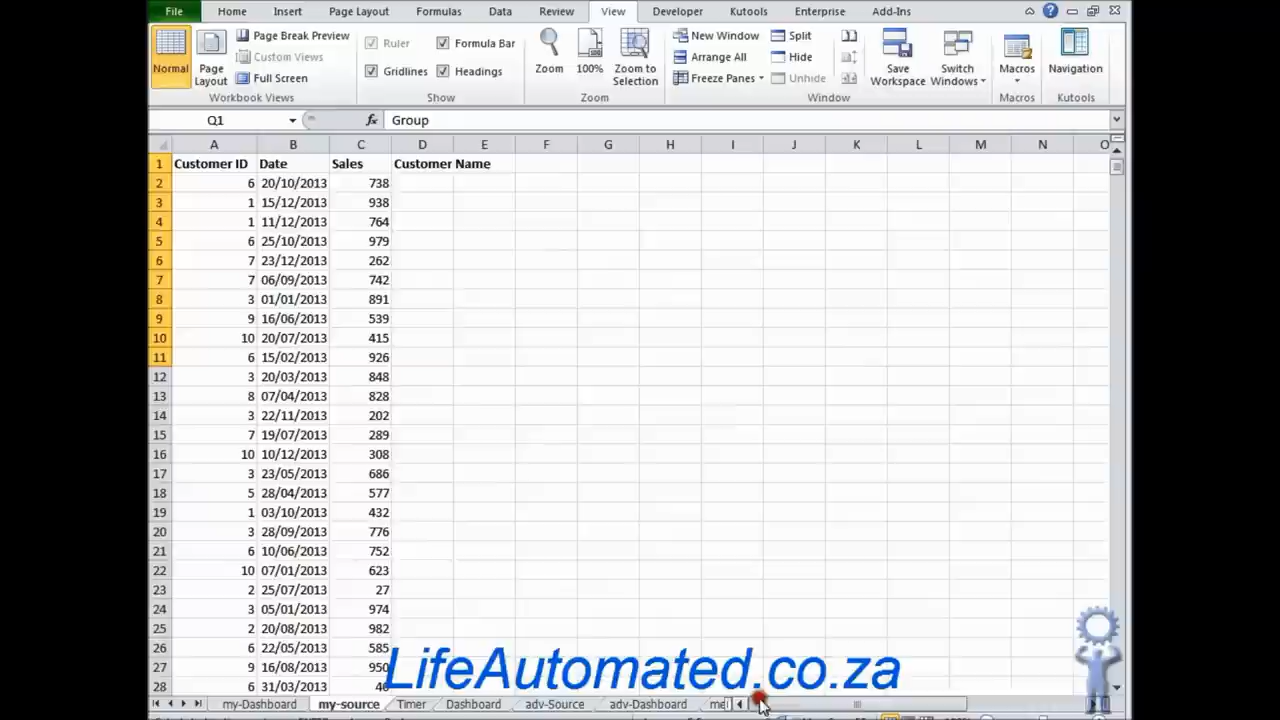 File Home Insert Page Layout Formulas Data Review View Developer Kutools Enterprise Add-Ins
Normal Page Layout Page Break Preview Custom Views Full Screen
Workbook Views
Ruler Formula Bar
Gridlines Headings
Show
Zoom 100% Zoom to Selection
Zoom
New Window Arrange All Freeze Panes Split Hide Unhide Save Workspace Switch Windows
Window
Macros
Macros
Navigation
Kutools
Q1 fx Group
A B C D E F G H I J K L M N O
1 Customer ID Date Sales Customer Name
2 6 20/10/2013 738
3 1 15/12/2013 938
4 1 11/12/2013 764
5 6 25/10/2013 979
6 7 23/12/2013 262
7 7 06/09/2013 742
8 3 01/01/2013 891
9 9 16/06/2013 539
10 10 20/07/2013 415
11 6 15/02/2013 926
12 3 20/03/2013 848
13 8 07/04/2013 828
14 3 22/11/2013 202
15 7 19/07/2013 289
16 10 10/12/2013 308
17 3 23/05/2013 686
18 5 28/04/2013 577
19 1 03/10/2013 432
20 3 28/09/2013 776
21 6 10/06/2013 752
22 10 07/01/2013 623
23 2 25/07/2013 27
24 3 05/01/2013 974
25 2 20/08/2013 982
26 6 22/05/2013 585
27 9 16/08/2013 950
28 6 31/03/2013
LifeAutomated.co.za
my-Dashboard my-source Timer Dashboard adv-Source adv-Dashboard